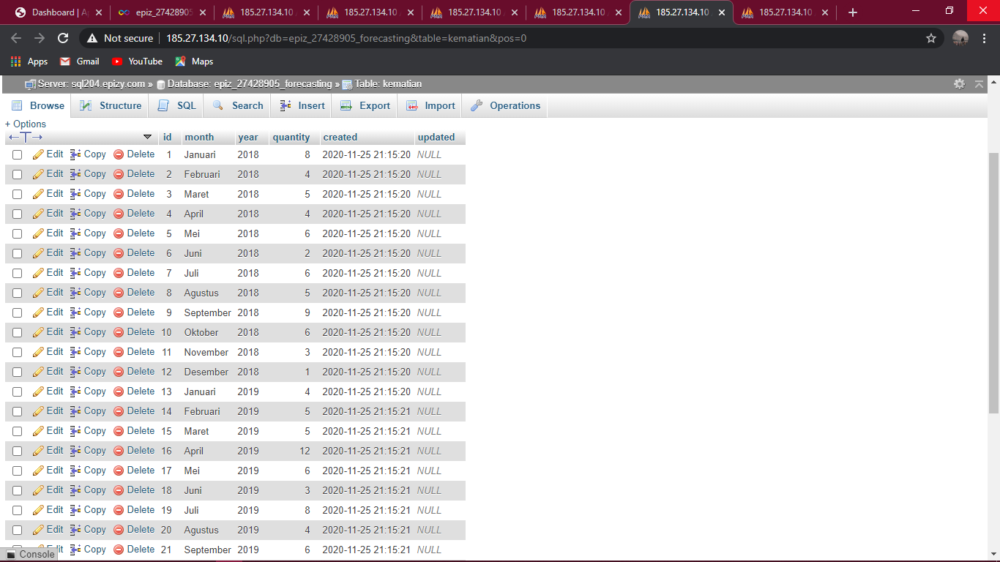 Dashboard | A
epiz_27428905
185.27.134.10
185.27.134.10
185.27.134.10
185.27.134.10
185.27.134.10
185.27.134.10
Not secure
185.27.134.10/sql.php?db=epiz_27428905_forecasting&table=kematian&pos=0
Apps Gmail YouTube Maps
Server: sql204.epizy.com » Database: epiz_27428905_forecasting » Table: kematian
Browse Structure SQL Search Insert Export Import Operations
+ Options
←T→ id month year quantity created updated
Edit Copy Delete 1 Januari 2018 8 2020-11-25 21:15:20 NULL
Edit Copy Delete 2 Februari 2018 4 2020-11-25 21:15:20 NULL
Edit Copy Delete 3 Maret 2018 5 2020-11-25 21:15:20 NULL
Edit Copy Delete 4 April 2018 4 2020-11-25 21:15:20 NULL
Edit Copy Delete 5 Mei 2018 6 2020-11-25 21:15:20 NULL
Edit Copy Delete 6 Juni 2018 2 2020-11-25 21:15:20 NULL
Edit Copy Delete 7 Juli 2018 6 2020-11-25 21:15:20 NULL
Edit Copy Delete 8 Agustus 2018 5 2020-11-25 21:15:20 NULL
Edit Copy Delete 9 September 2018 9 2020-11-25 21:15:20 NULL
Edit Copy Delete 10 Oktober 2018 6 2020-11-25 21:15:20 NULL
Edit Copy Delete 11 November 2018 3 2020-11-25 21:15:20 NULL
Edit Copy Delete 12 Desember 2018 1 2020-11-25 21:15:20 NULL
Edit Copy Delete 13 Januari 2019 4 2020-11-25 21:15:20 NULL
Edit Copy Delete 14 Februari 2019 5 2020-11-25 21:15:21 NULL
Edit Copy Delete 15 Maret 2019 5 2020-11-25 21:15:21 NULL
Edit Copy Delete 16 April 2019 12 2020-11-25 21:15:21 NULL
Edit Copy Delete 17 Mei 2019 6 2020-11-25 21:15:21 NULL
Edit Copy Delete 18 Juni 2019 3 2020-11-25 21:15:21 NULL
Edit Copy Delete 19 Juli 2019 8 2020-11-25 21:15:21 NULL
Edit Copy Delete 20 Agustus 2019 4 2020-11-25 21:15:21 NULL
Copy Delete 21 September 2019 6 2020-11-25 21:15:21 NULL
Console